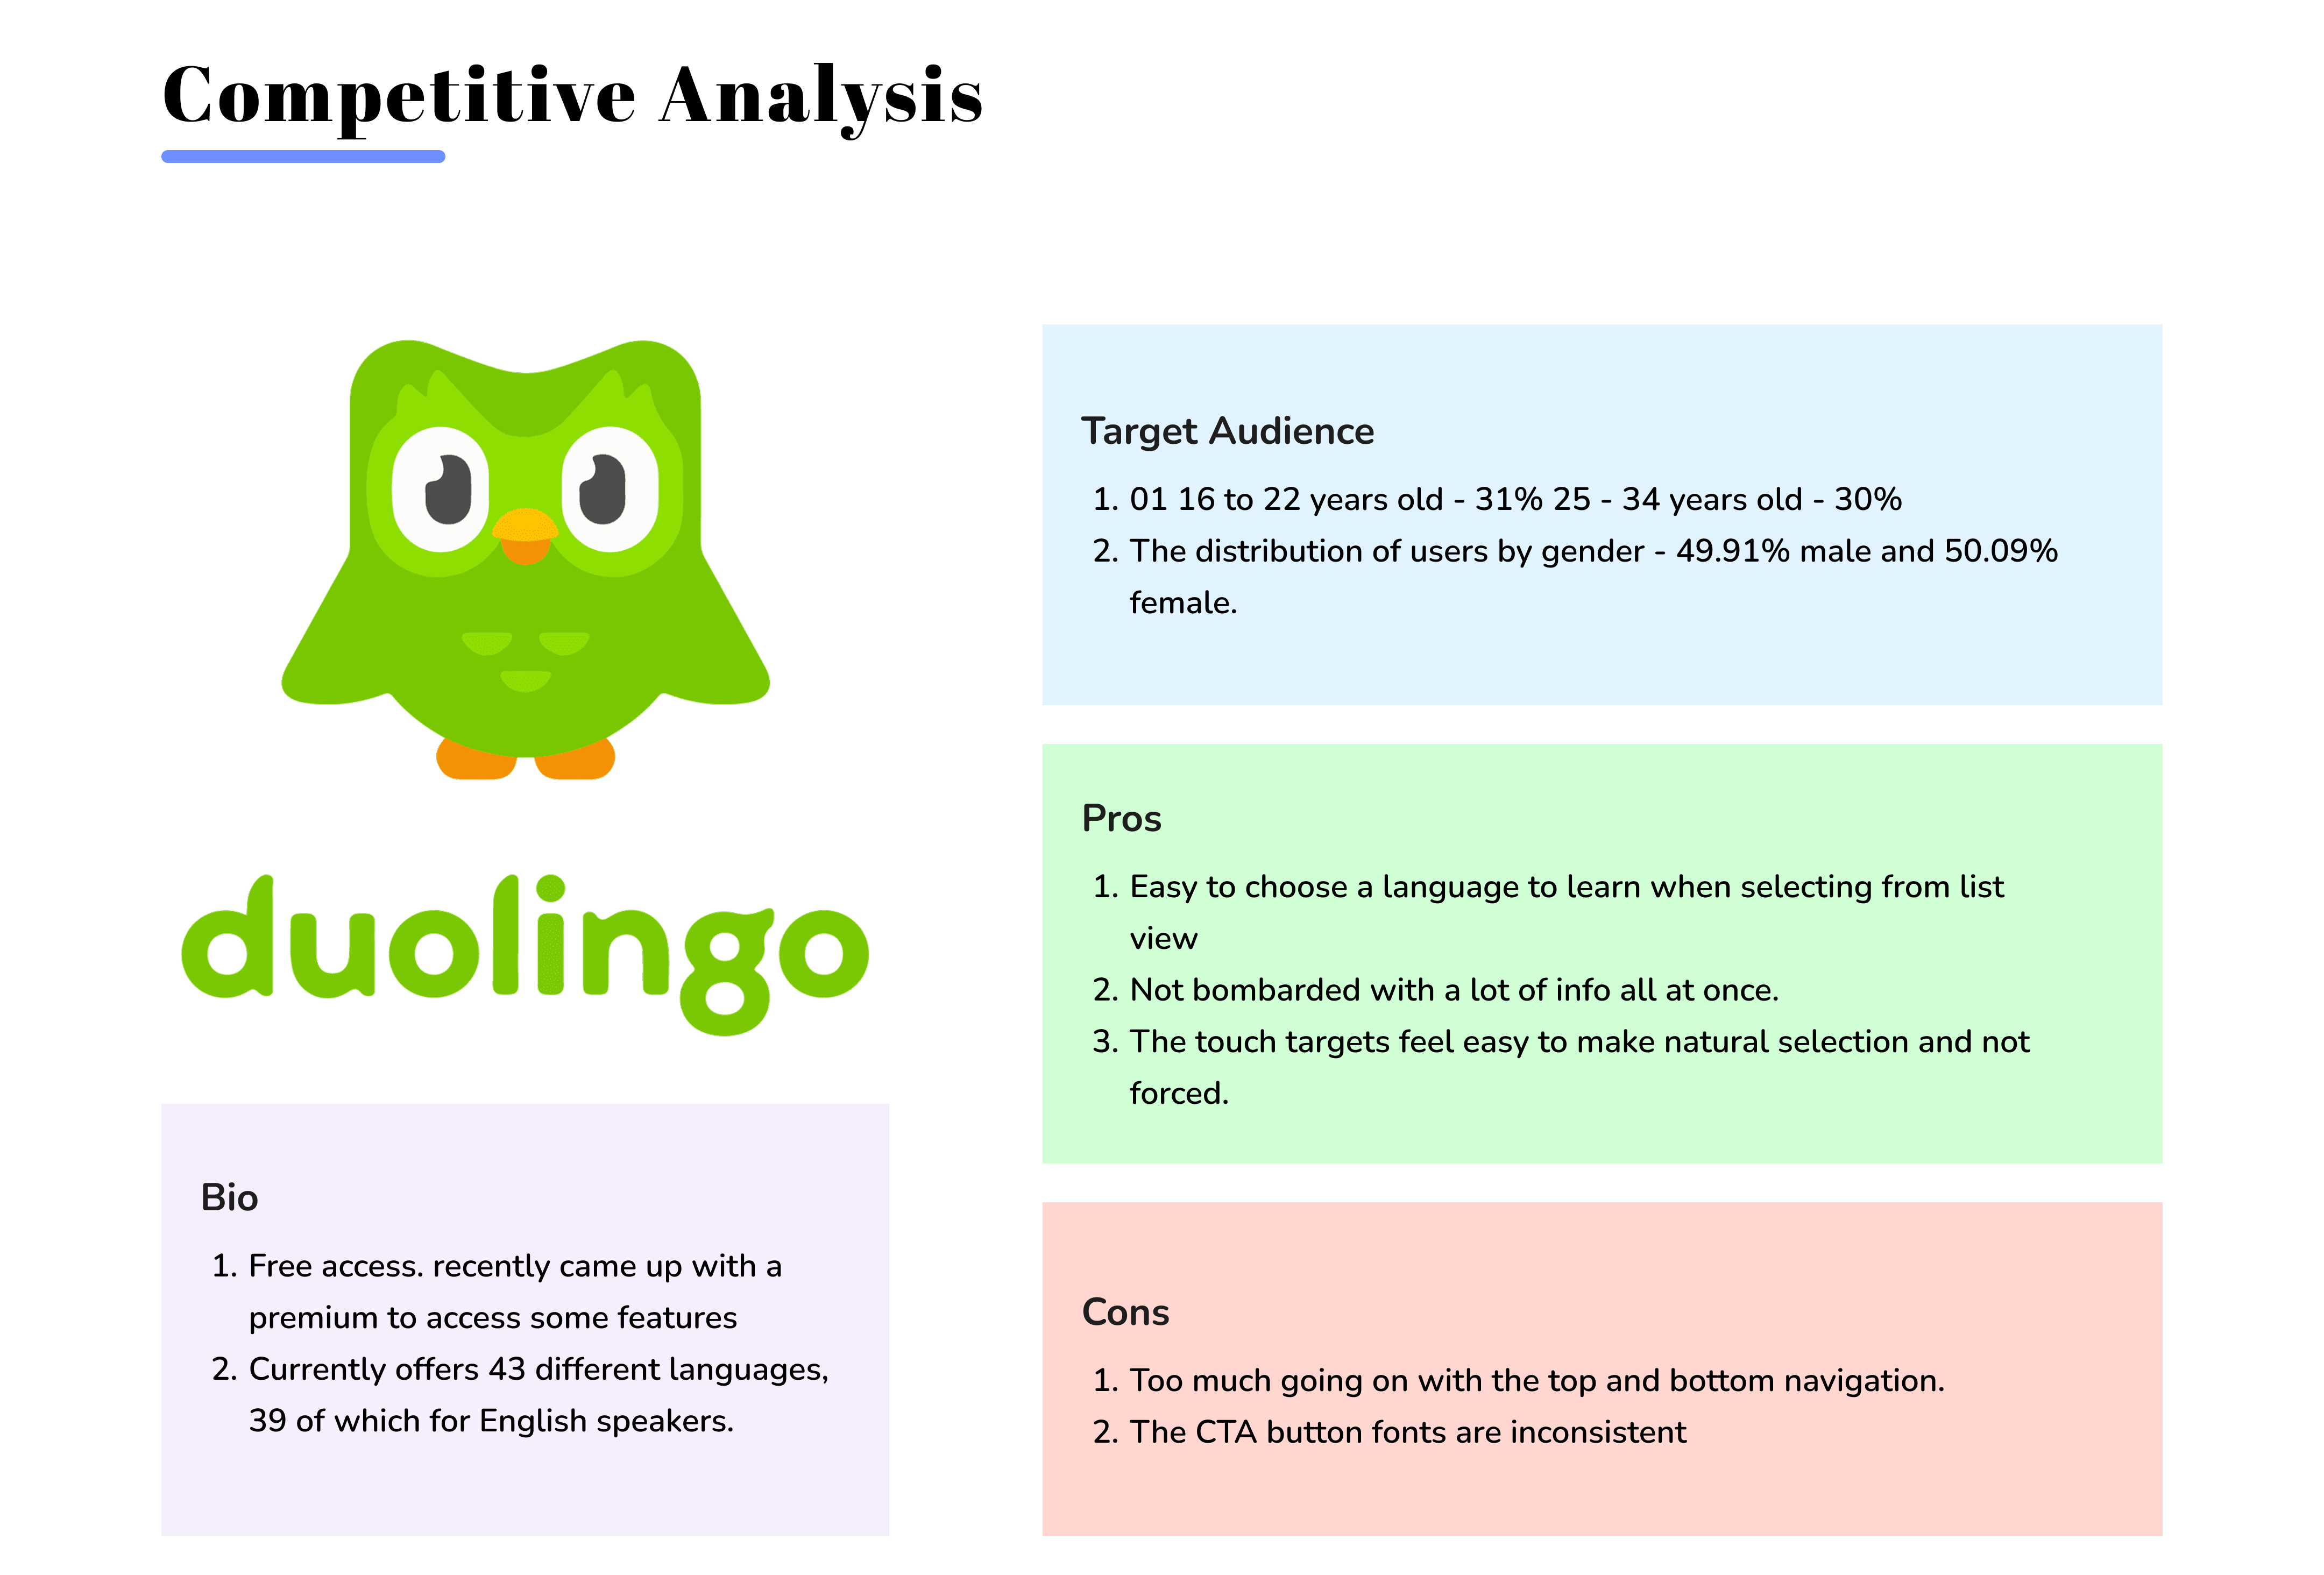 Competitive Analysis
duolingo
Bio
1. Free access. recently came up with a
premium to access some features
2. Currently offers 43 different languages,
39 of which for English speakers.
Target Audience
1. 01 16 to 22 years old - 31% 25 - 34 years old - 30%
2. The distribution of users by gender - 49.91% male and 50.09%
female.
Pros
1. Easy to choose a language to learn when selecting from list
view
2. Not bombarded with a lot of info all at once.
3. The touch targets feel easy to make natural selection and not
forced.
Cons
1. Too much going on with the top and bottom navigation.
2. The CTA button fonts are inconsistent